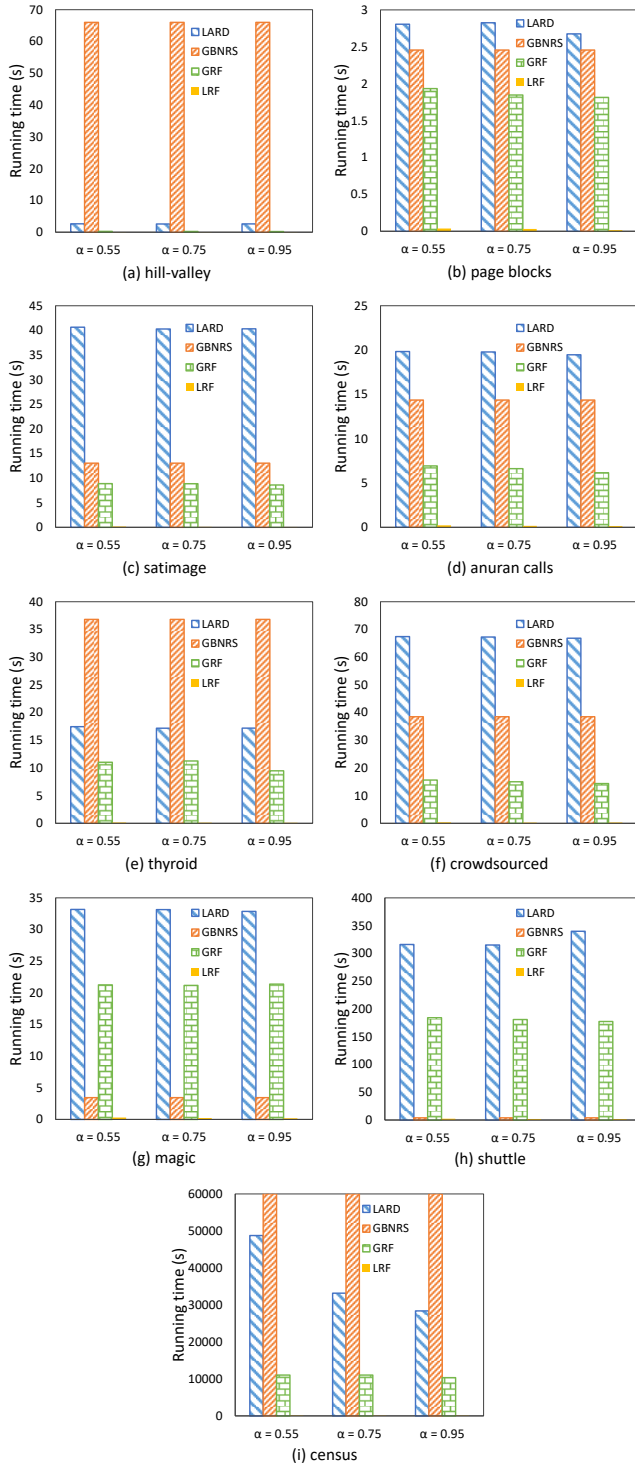 Running time (s)
70
60
50
40
30
20
10
0
LARD
GBNRS
GRF
LRF
α = 0.55 α = 0.75 α = 0.95
(a) hill-valley
Running time (s)
3
2.5
2
1.5
1
0.5
0
LARD
GBNRS
GRF
LRF
α = 0.55 α = 0.75 α = 0.95
(b) page blocks
Running time (s)
45
40
35
30
25
20
15
10
5
0
LARD
GBNRS
GRF
LRF
α = 0.55 α = 0.75 α = 0.95
(c) satimage
Running time (s)
25
20
15
10
5
0
LARD
GBNRS
GRF
LRF
α = 0.55 α = 0.75 α = 0.95
(d) anuran calls
Running time (s)
40
35
30
25
20
15
10
5
0
LARD
GBNRS
GRF
LRF
α = 0.55 α = 0.75 α = 0.95
(e) thyroid
Running time (s)
80
70
60
50
40
30
20
10
0
LARD
GBNRS
GRF
LRF
α = 0.55 α = 0.75 α = 0.95
(f) crowdsourced
Running time (s)
35
30
25
20
15
10
5
0
LARD
GBNRS
GRF
LRF
α = 0.55 α = 0.75 α = 0.95
(g) magic
Running time (s)
400
350
300
250
200
150
100
50
0
LARD
GBNRS
GRF
LRF
α = 0.55 α = 0.75 α = 0.95
(h) shuttle
Running time (s)
60000
50000
40000
30000
20000
10000
0
LARD
GBNRS
GRF
LRF
α = 0.55 α = 0.75 α = 0.95
(i) census